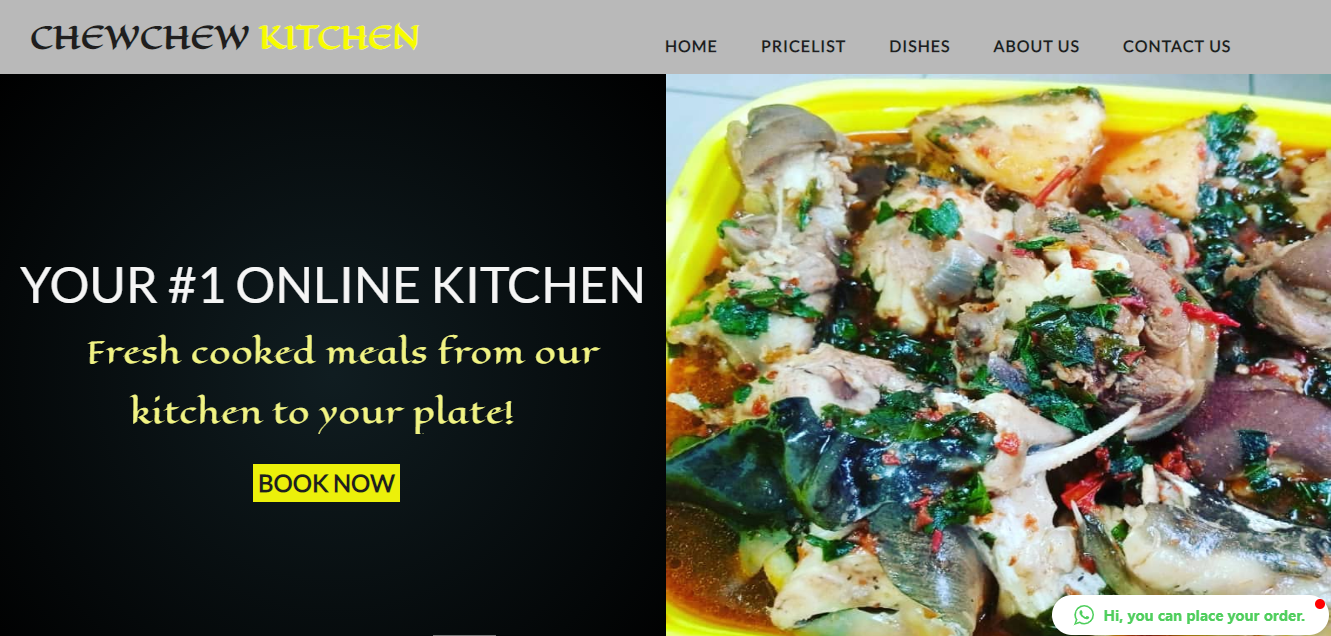 CHEWCHEW KITCHEN
HOME PRICELIST DISHES ABOUT US CONTACT US
YOUR #1 ONLINE KITCHEN
Fresh cooked meals from our
kitchen to your plate!
BOOK NOW
Hi, you can place your order.